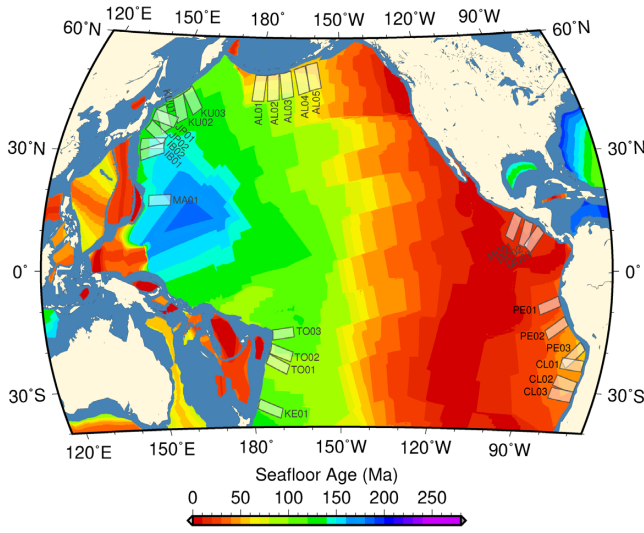 120˚E 150˚E 180˚ 150˚W 120˚W 90˚W
60˚N 60˚N
AL01 AL02 AL03 AL04 AL05
KU03
KU02
JP01
30˚N 30˚N
IB01
MA01
0˚ 0˚
PE01
TO03
PE02
PE03
TO02
CL01
TO01
CL02
30˚S CL03 30˚S
KE01
120˚E 150˚E 180˚ 150˚W 120˚W 90˚W
Seafloor Age (Ma)
0 50 100 150 200 250